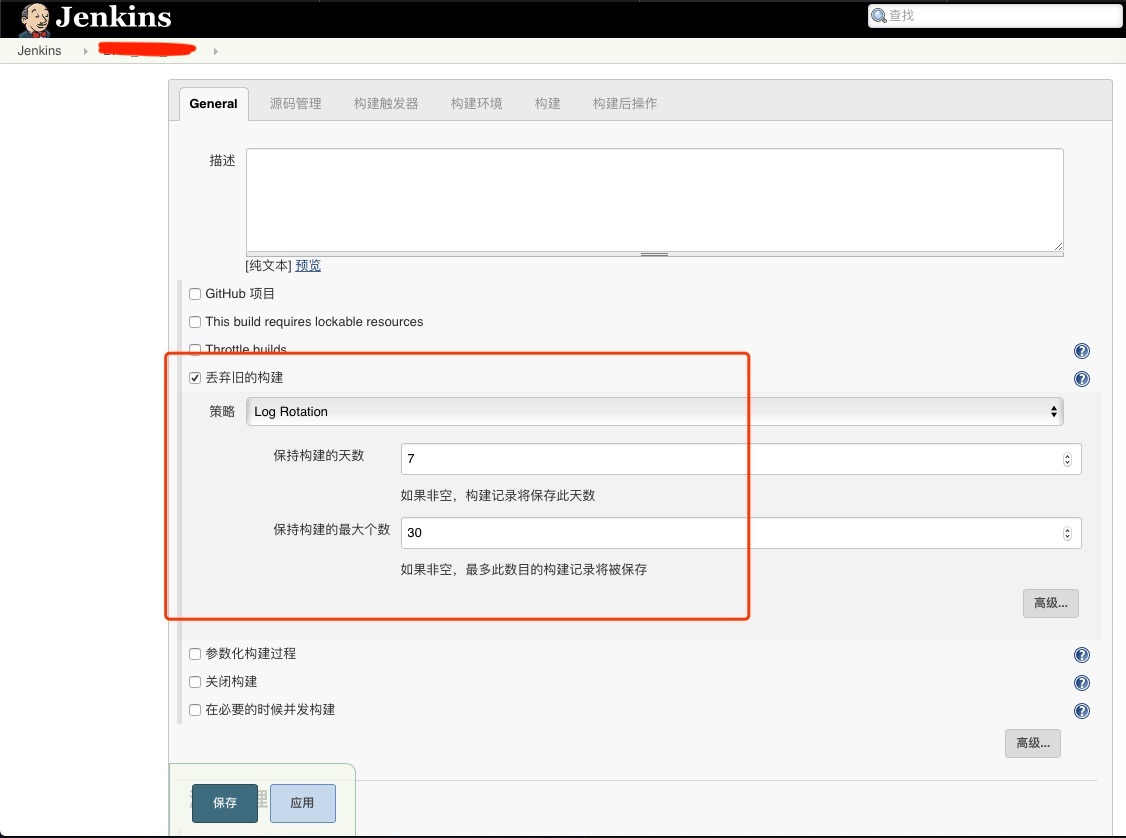 Jenkins
查找
Jenkins
General 源码管理 构建触发器 构建环境 构建 构建后操作
描述
[纯文本] 预览
GitHub 项目
This build requires lockable resources
Throttle builds
丢弃旧的构建
策略 Log Rotation
保持构建的天数 7
如果非空，构建记录将保存此天数
保持构建的最大个数 30
如果非空，最多此数目的构建记录将被保存
高级...
参数化构建过程
关闭构建
在必要的时候并发构建
高级...
保存 应用